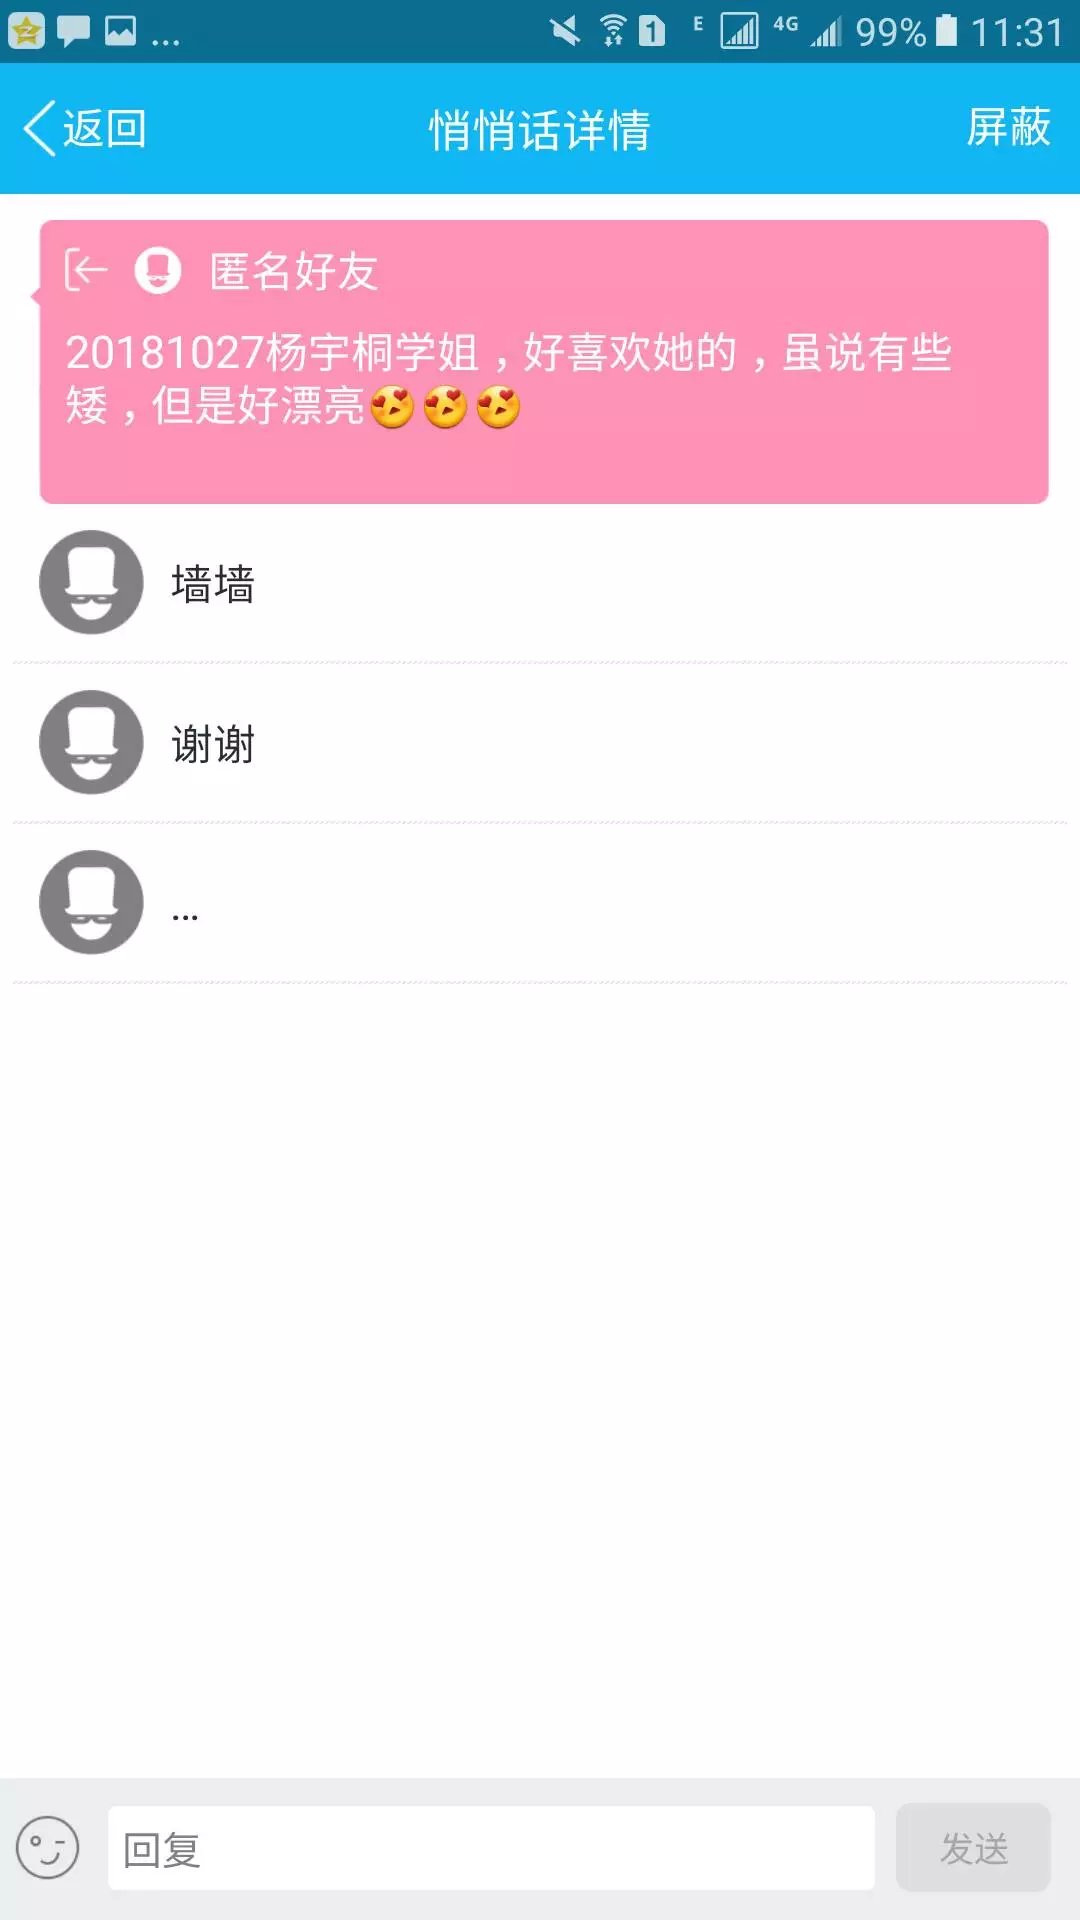 ... 1 E 4G 99% 11:31
返回 悄悄话详情 屏蔽
匿名好友
20181027杨宇桐学姐，好喜欢她的，虽说有些
矮，但是好漂亮😍😍😍
墙墙
谢谢
...
回复 发送